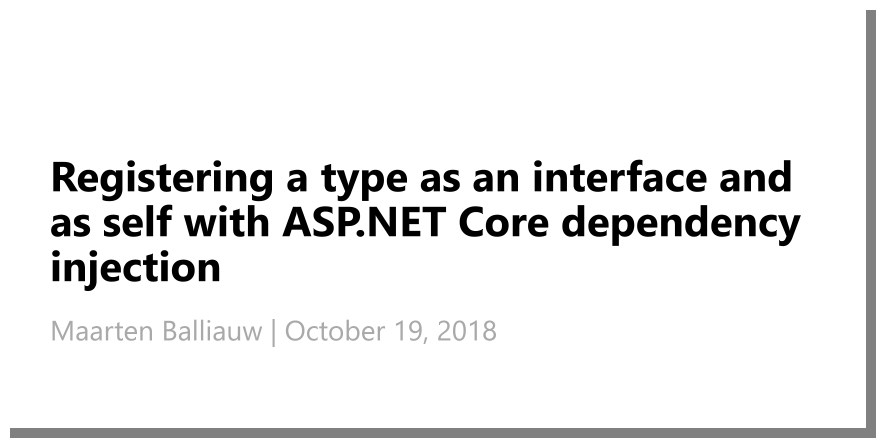 Registering a type as an interface and
as self with ASP.NET Core dependency
injection
Maarten Balliauw | October 19, 2018